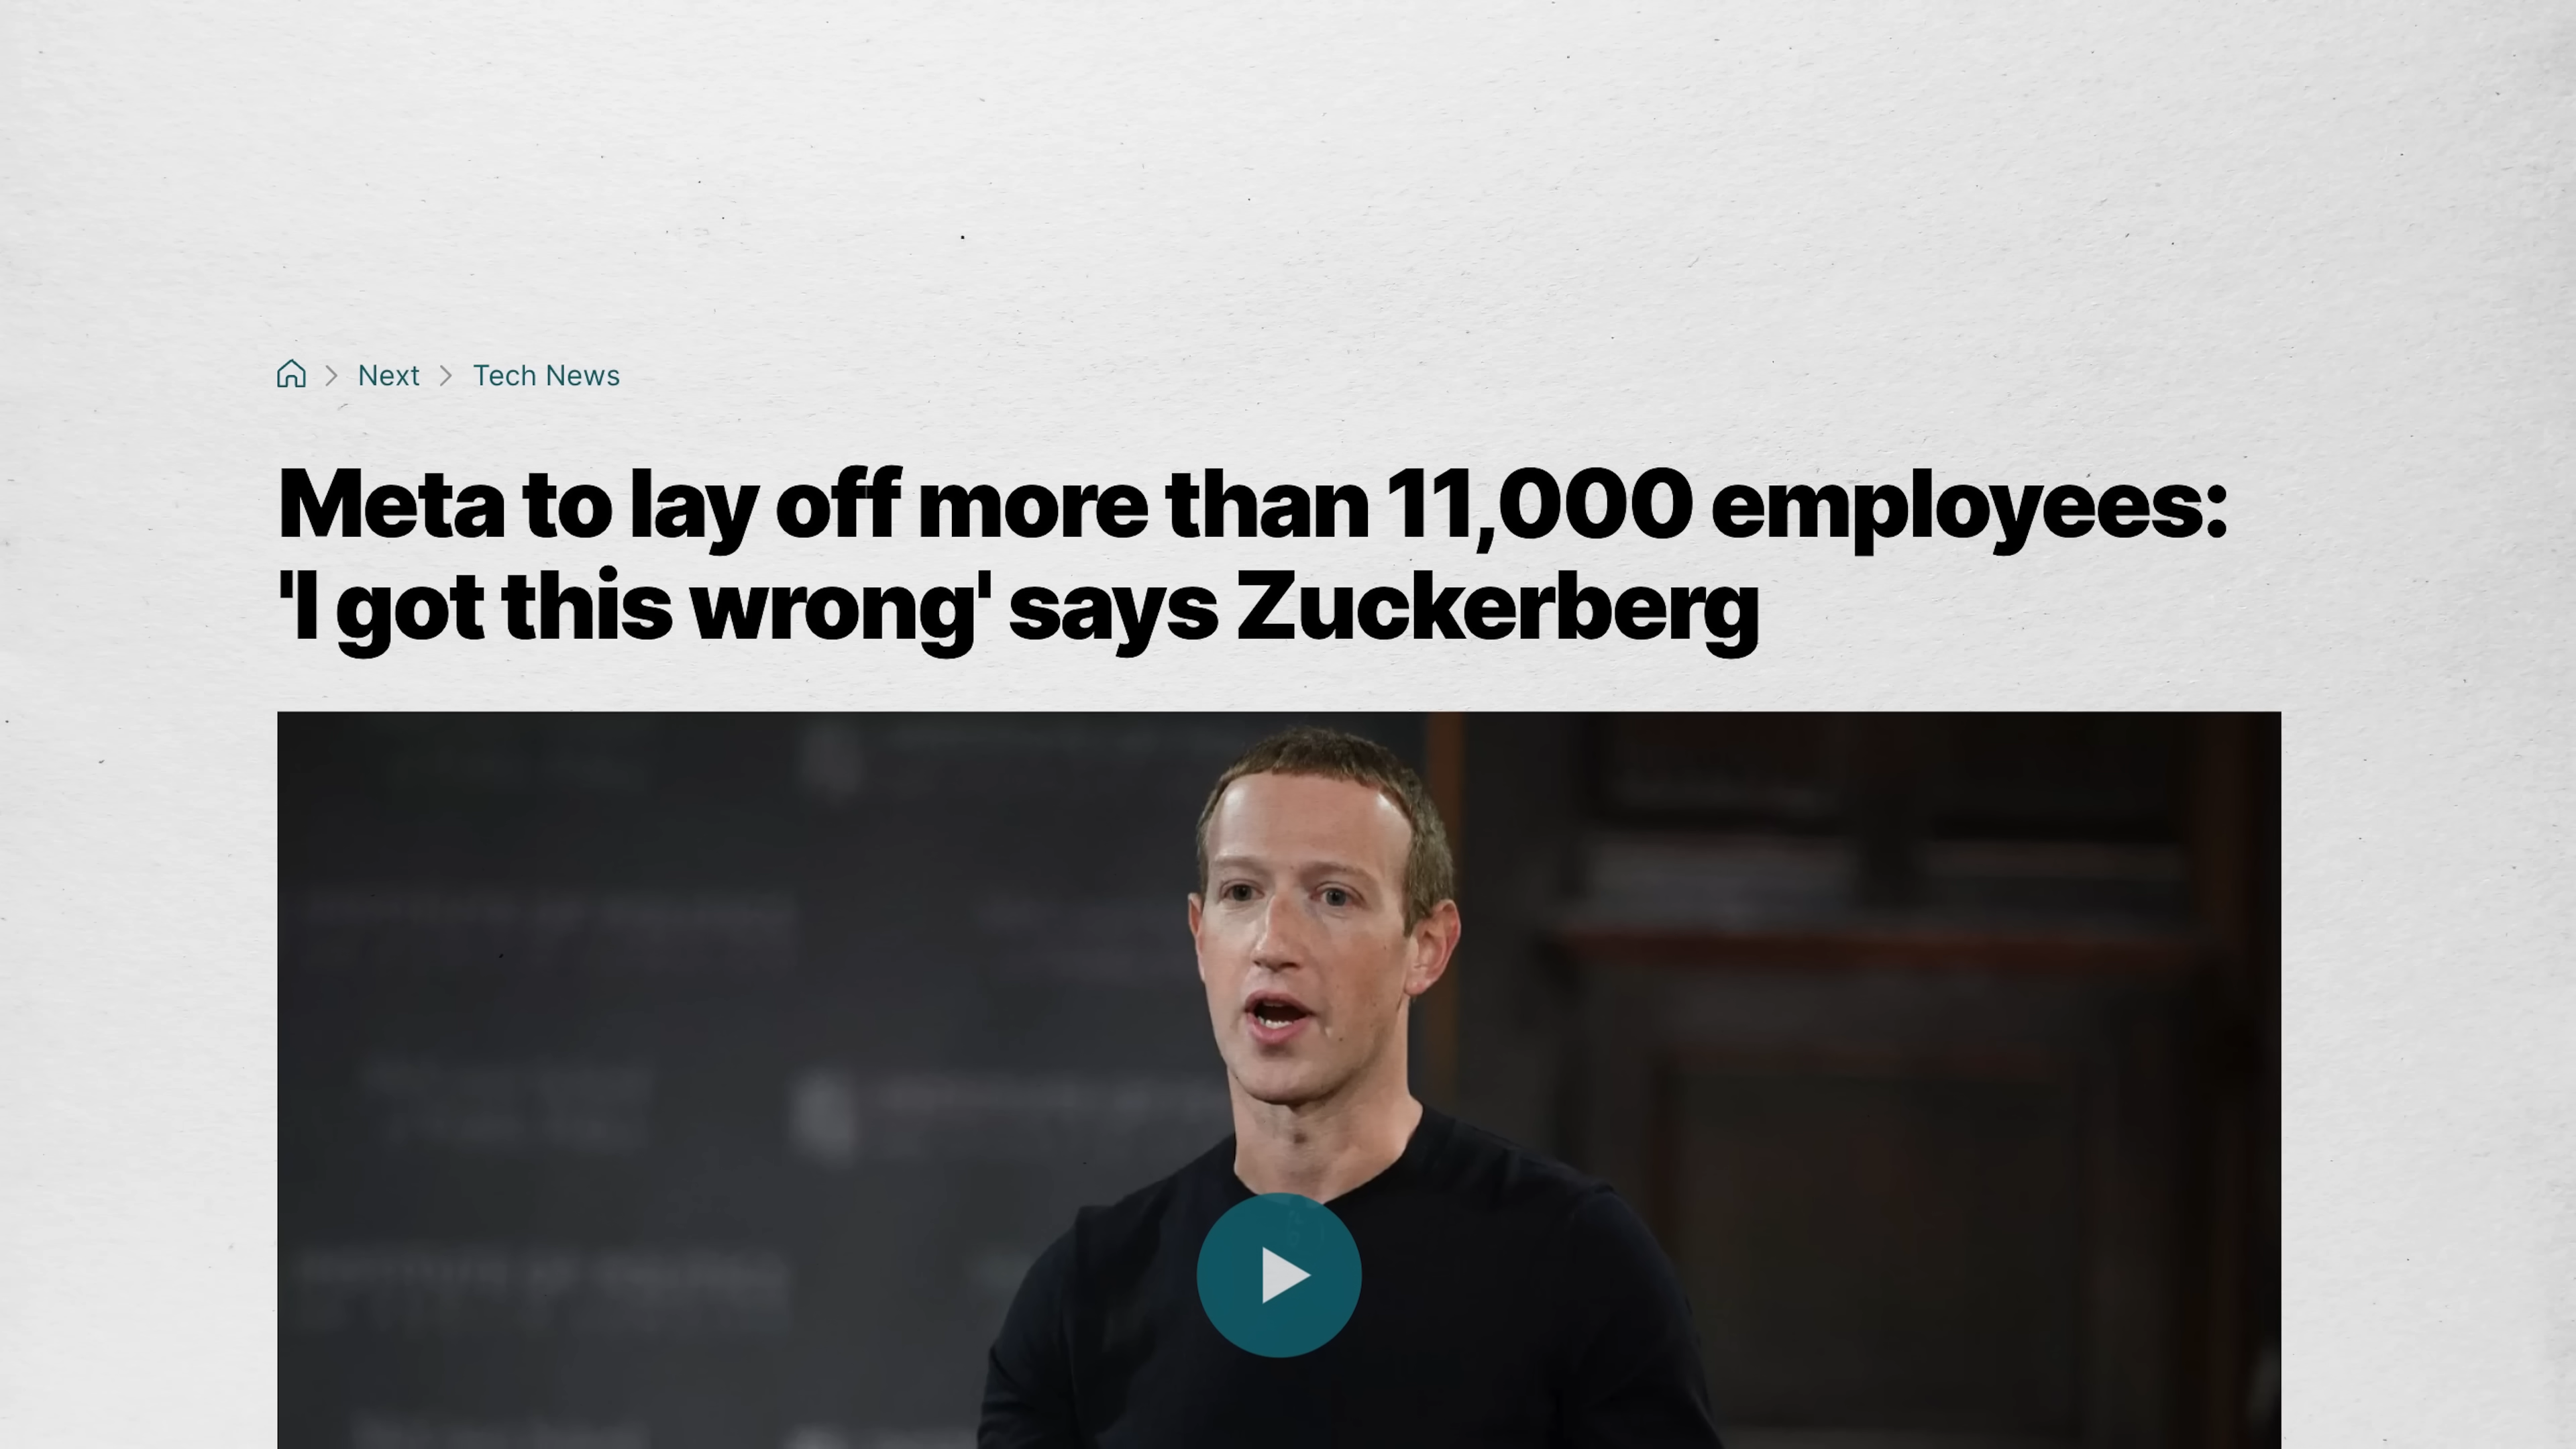 Next > Tech News
Meta to lay off more than 11,000 employees:
'I got this wrong' says Zuckerberg